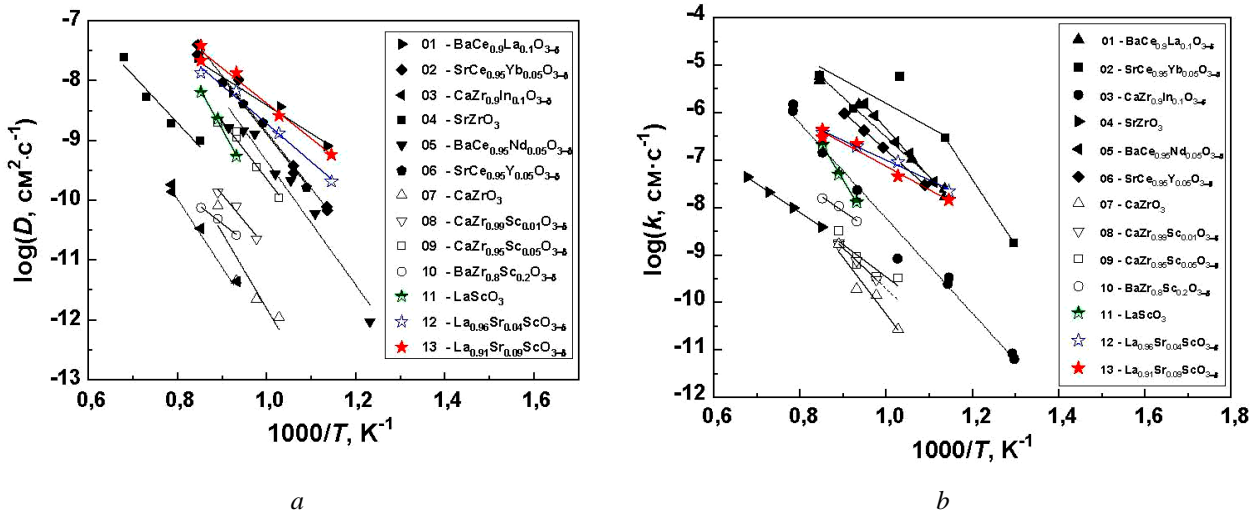 a
b
-7
-8
-9
-10
-11
-12
-13
log(D, см²·с⁻¹)
0,6 0,8 1,0 1,2 1,4 1,6
1000/T, K⁻¹
01 - BaCe₀.₉La₀.₁O₃₋δ
02 - SrCe₀.₉₅Yb₀.₀₅O₃₋δ
03 - CaZr₀.₉In₀.₁O₃₋δ
04 - SrZrO₃
05 - BaCe₀.₉₅Nd₀.₀₅O₃₋δ
06 - SrCe₀.₉₅Y₀.₀₅O₃₋δ
07 - CaZrO₃
08 - CaZr₀.₉₉Sc₀.₀₁O₃₋δ
09 - CaZr₀.₉₅Sc₀.₀₅O₃₋δ
10 - BaZr₀.₈Sc₀.₂O₃₋δ
11 - LaScO₃
12 - La₀.₉₆Sr₀.₀₄ScO₃₋δ
13 - La₀.₉₁Sr₀.₀₉ScO₃₋δ
a
-4
-5
-6
-7
-8
-9
-10
-11
-12
log(k, см·с⁻¹)
0,6 0,8 1,0 1,2 1,4 1,6 1,8
1000/T, K⁻¹
01 - BaCe₀.₉La₀.₁O₃₋δ
02 - SrCe₀.₉₅Yb₀.₀₅O₃₋δ
03 - CaZr₀.₉In₀.₁O₃₋δ
04 - SrZrO₃
05 - BaCe₀.₉₅Nd₀.₀₅O₃₋δ
06 - SrCe₀.₉₅Y₀.₀₅O₃₋δ
07 - CaZrO₃
08 - CaZr₀.₉₉Sc₀.₀₁O₃₋δ
09 - CaZr₀.₉₅Sc₀.₀₅O₃₋δ
10 - BaZr₀.₈Sc₀.₂O₃₋δ
11 - LaScO₃
12 - La₀.₉₆Sr₀.₀₄ScO₃₋δ
13 - La₀.₉₁Sr₀.₀₉ScO₃₋δ
b